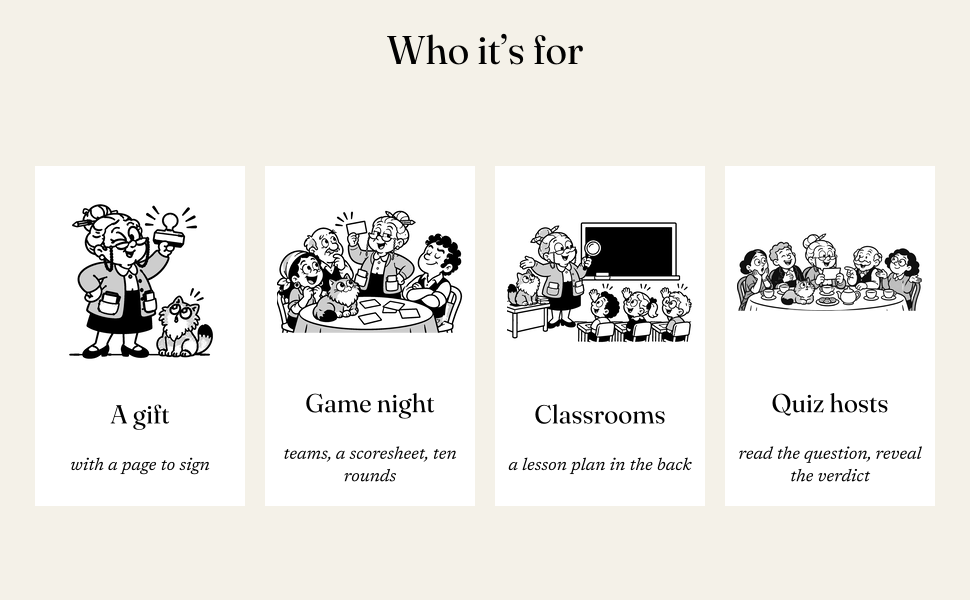 Who it’s for
A gift
with a page to sign
Game night
teams, a scoresheet, ten
rounds
Classrooms
a lesson plan in the back
Quiz hosts
read the question, reveal
the verdict